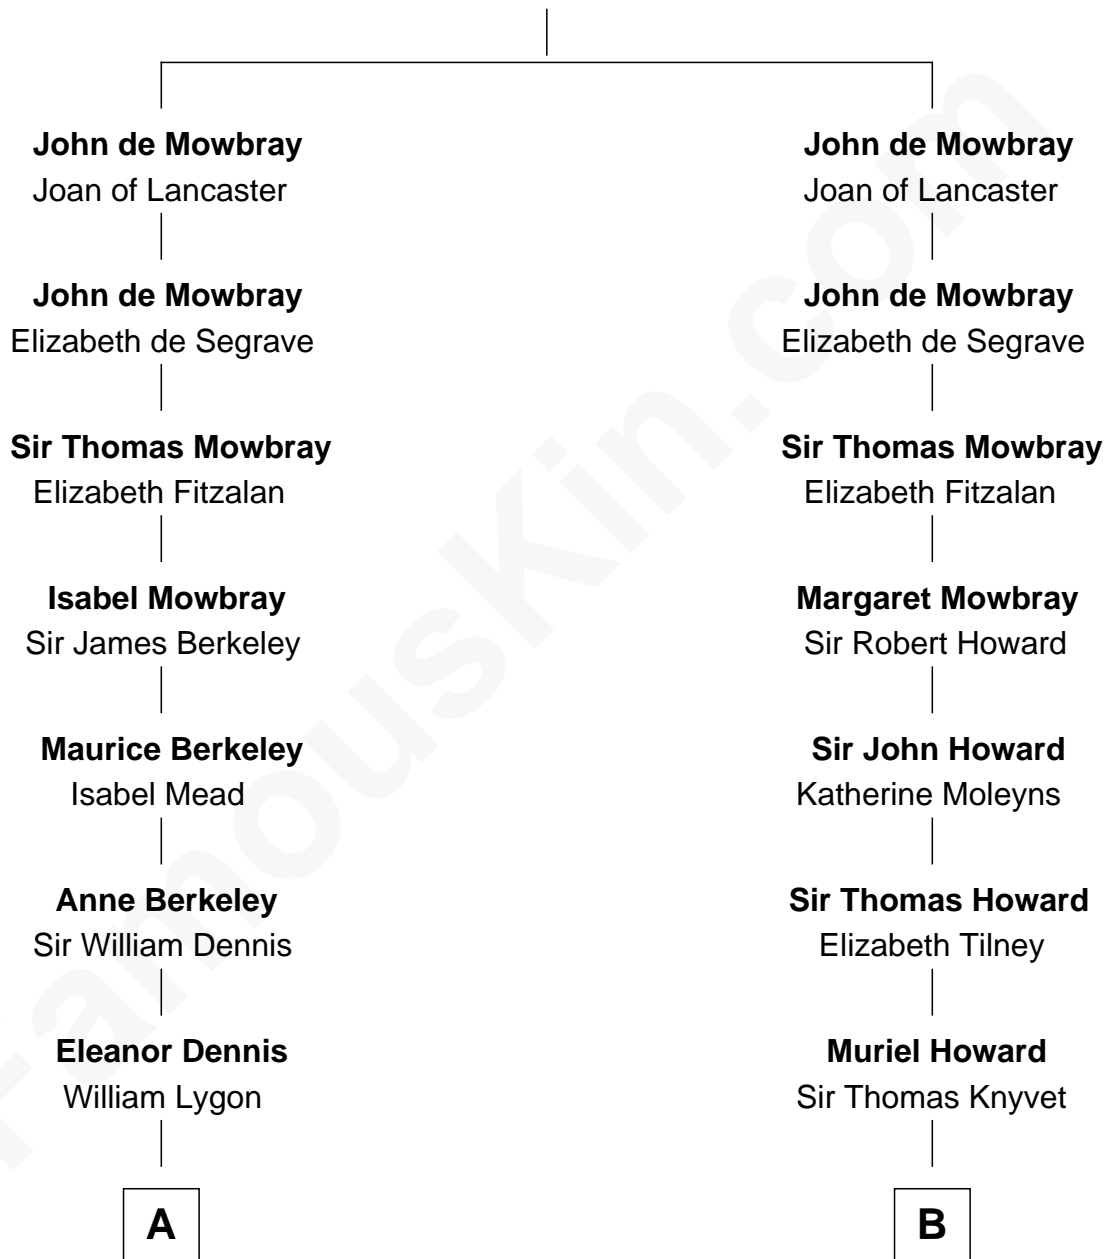 John de Mowbray
Joan of Lancaster
John de Mowbray
Elizabeth de Segrave
Sir Thomas Mowbray
Elizabeth Fitzalan
Isabel Mowbray
Sir James Berkeley
Maurice Berkeley
Isabel Mead
Anne Berkeley
Sir William Dennis
Eleanor Dennis
William Lygon
A
John de Mowbray
Joan of Lancaster
John de Mowbray
Elizabeth de Segrave
Sir Thomas Mowbray
Elizabeth Fitzalan
Margaret Mowbray
Sir Robert Howard
Sir John Howard
Katherine Moleyns
Sir Thomas Howard
Elizabeth Tilney
Muriel Howard
Sir Thomas Knyvet
B
FamousKin.com